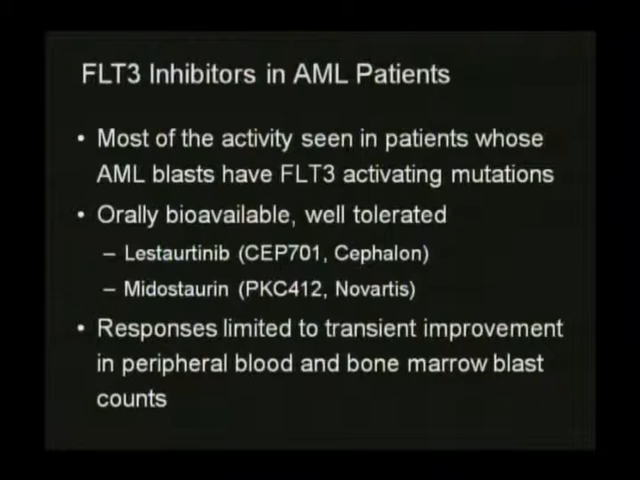 FLT3 Inhibitors in AML Patients
• Most of the activity seen in patients whose
AML blasts have FLT3 activating mutations
• Orally bioavailable, well tolerated
– Lestaurtinib (CEP701, Cephalon)
– Midostaurin (PKC412, Novartis)
• Responses limited to transient improvement
in peripheral blood and bone marrow blast
counts